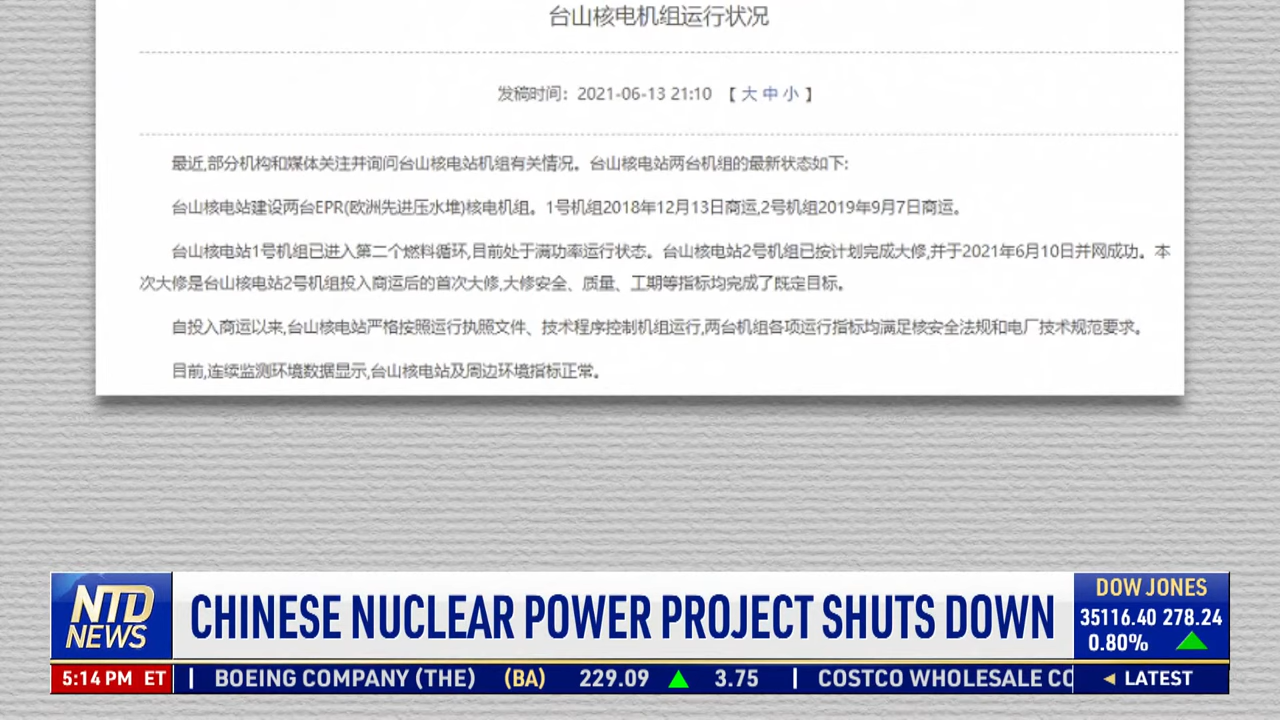 台山核电机组运行状况
发稿时间：2021-06-13 21:10 【 大 中 小 】
最近,部分机构和媒体关注并询问台山核电站机组有关情况。台山核电站两台机组的最新状态如下:
台山核电站建设两台EPR(欧洲先进压水堆)核电机组。1号机组2018年12月13日商运,2号机组2019年9月7日商运。
台山核电站1号机组已进入第二个燃料循环,目前处于满功率运行状态。台山核电站2号机组已按计划完成大修,并于2021年6月10日并网成功。本
次大修是台山核电站2号机组投入商运后的首次大修,大修安全、质量、工期等指标均完成了既定目标。
自投入商运以来,台山核电站严格按照运行执照文件、技术程序控制机组运行,两台机组各项运行指标均满足核安全法规和电厂技术规范要求。
目前,连续监测环境数据显示,台山核电站及周边环境指标正常。
NTD
NEWS
CHINESE NUCLEAR POWER PROJECT SHUTS DOWN
DOW JONES
35116.40 278.24
0.80%
5:14 PM ET
BOEING COMPANY (THE) (BA) 229.09 3.75 COSTCO WHOLESALE
LATEST